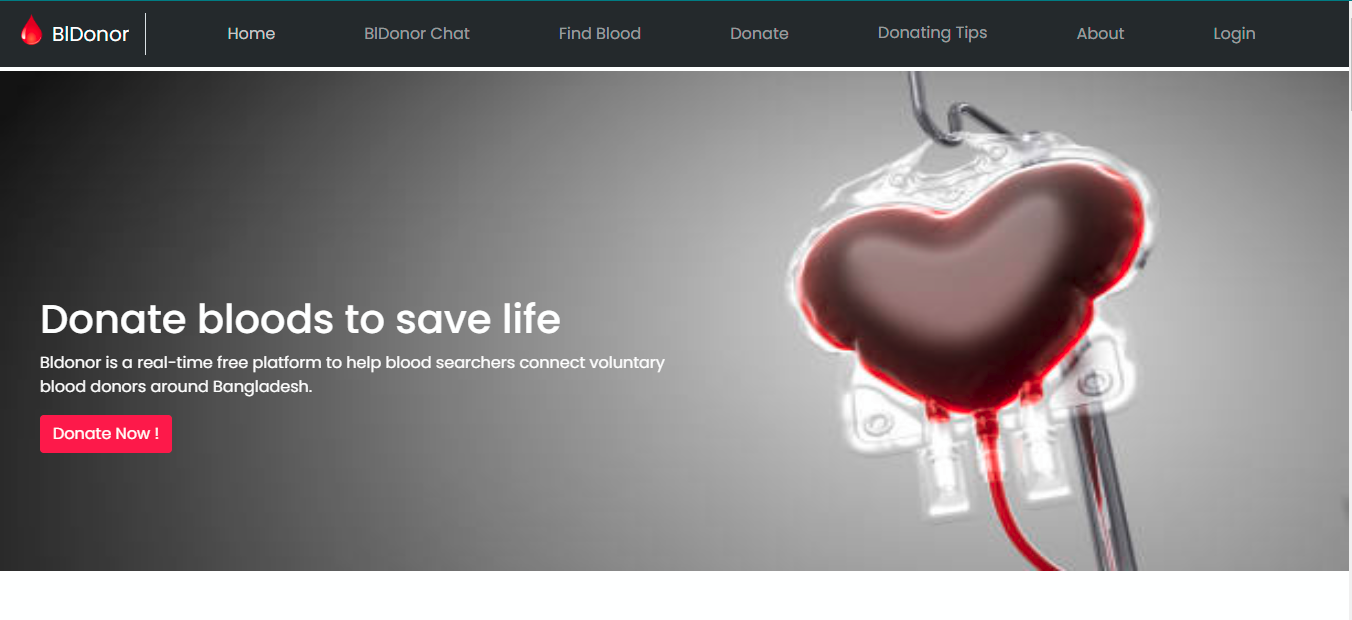 BlDonor
Home
BlDonor Chat
Find Blood
Donate
Donating Tips
About
Login
Donate bloods to save life
Bldonor is a real-time free platform to help blood searchers connect voluntary
blood donors around Bangladesh.
Donate Now !